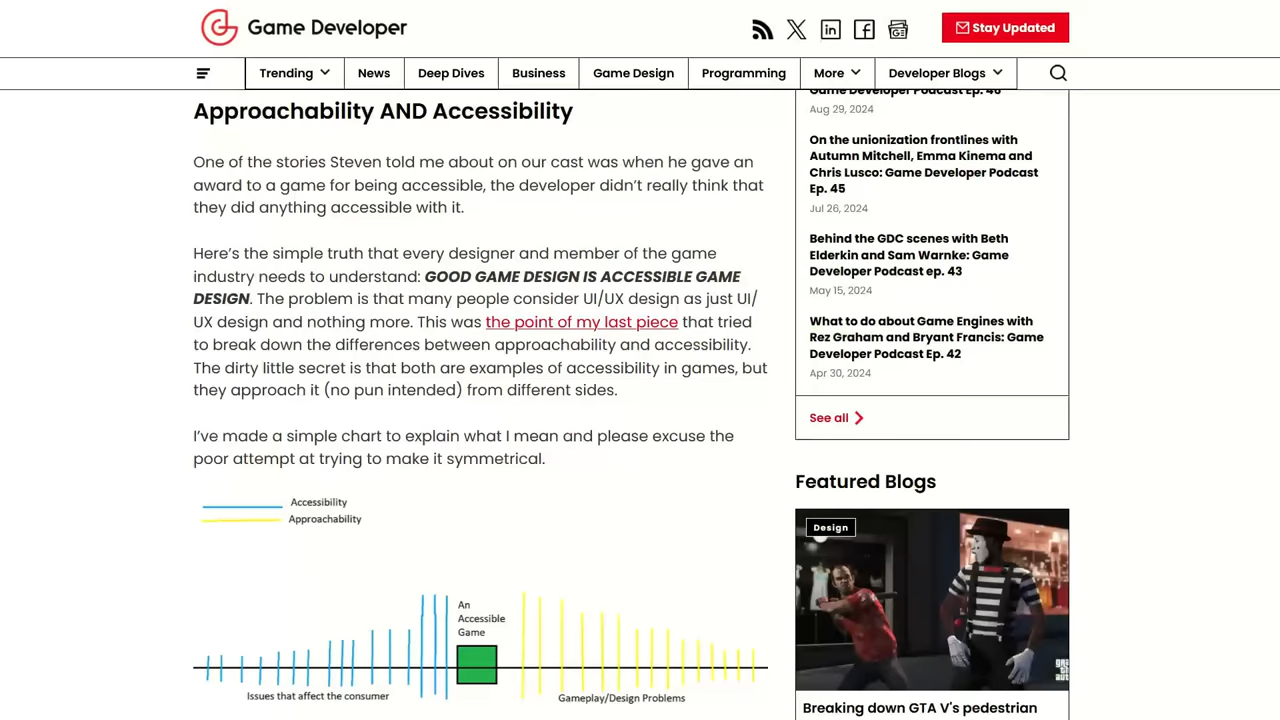 Game Developer
Stay Updated
Trending
News
Deep Dives
Business
Game Design
Programming
More
Developer Blogs
Approachability AND Accessibility
One of the stories Steven told me about on our cast was when he gave an
award to a game for being accessible, the developer didn’t really think that
they did anything accessible with it.
Here’s the simple truth that every designer and member of the game
industry needs to understand: GOOD GAME DESIGN IS ACCESSIBLE GAME
DESIGN. The problem is that many people consider UI/UX design as just UI/
UX design and nothing more. This was the point of my last piece that tried
to break down the differences between approachability and accessibility.
The dirty little secret is that both are examples of accessibility in games, but
they approach it (no pun intended) from different sides.
I’ve made a simple chart to explain what I mean and please excuse the
poor attempt at trying to make it symmetrical.
Accessibility
Approachability
An
Accessible
Game
Issues that affect the consumer
Gameplay/Design Problems
Game Developer Podcast Ep. 46
Aug 29, 2024
On the unionization frontlines with
Autumn Mitchell, Emma Kinema and
Chris Lusco: Game Developer Podcast
Ep. 45
Jul 26, 2024
Behind the GDC scenes with Beth
Elderkin and Sam Warnke: Game
Developer Podcast ep. 43
May 15, 2024
What to do about Game Engines with
Rez Graham and Bryant Francis: Game
Developer Podcast Ep. 42
Apr 30, 2024
See all
Featured Blogs
Design
Breaking down GTA V's pedestrian